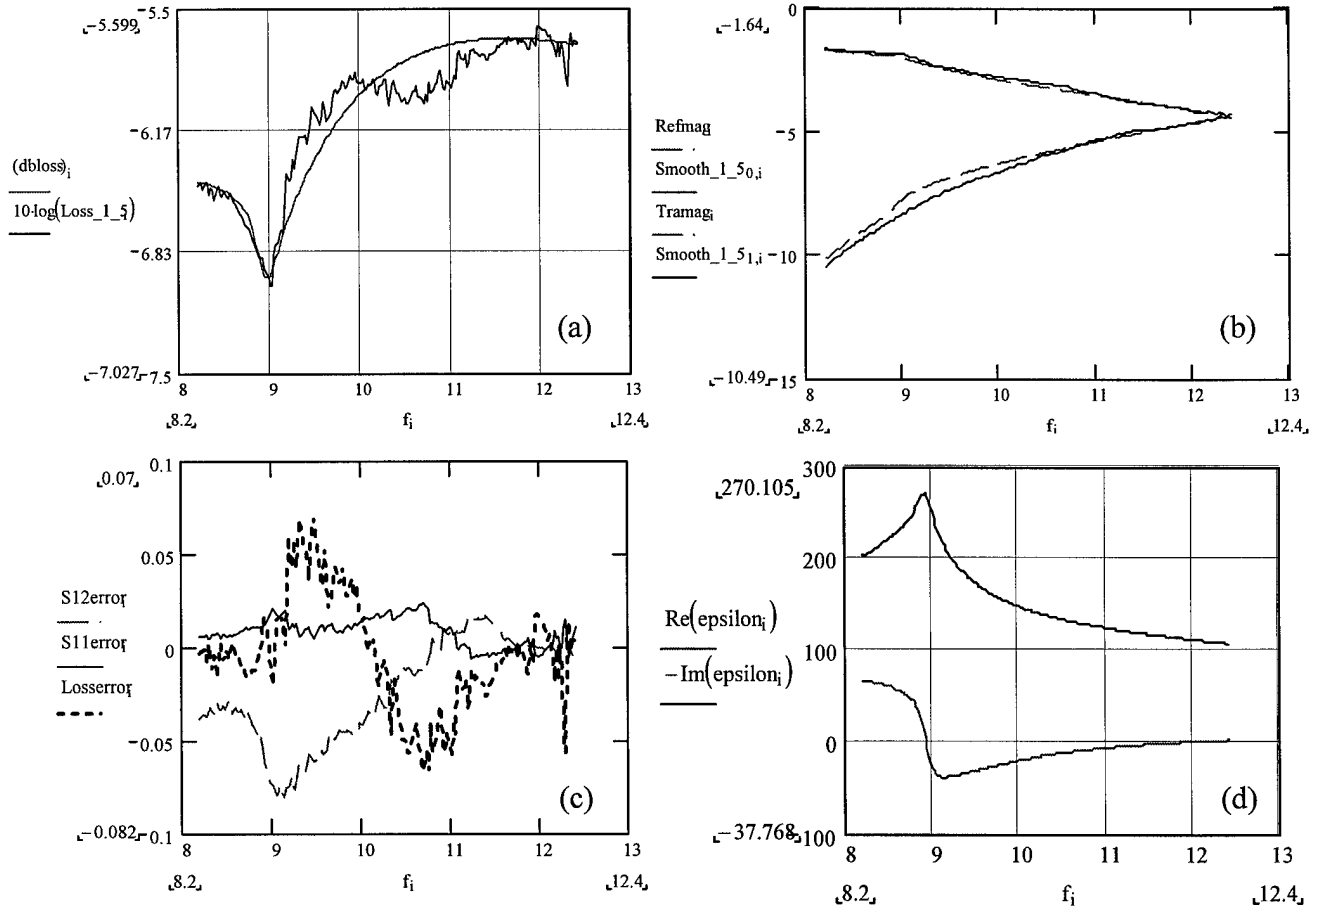 −5.599
−5.5
−6.17
(dbloss)i
10·log(Loss_1_5i)
−6.83
(a)
−7.027
−7.5
8 9 10 11 12 13
8.2 fi 12.4
−1.64
0
Refmagi
−5
Smooth_1_50,i
Tramagi
Smooth_1_51,i
−10
(b)
−10.49
−15
8 9 10 11 12 13
8.2 fi 12.4
0.1
0.07
0.05
S12errori
S11errori
0
Losserrori
−0.05
(c)
−0.082
−0.1
8 9 10 11 12 13
8.2 fi 12.4
300
270.105
200
Re(epsiloni)
100
−Im(epsiloni)
0
(d)
−37.768
−100
8 9 10 11 12 13
8.2 fi 12.4